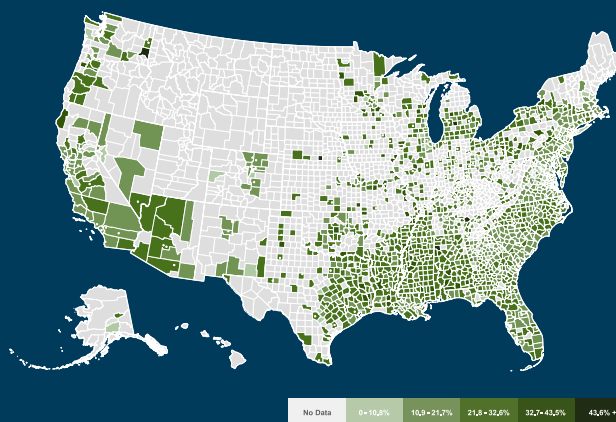 No Data 0 - 10.8% 10.9 - 21.7% 21.8 - 32.6% 32.7- 43.5% 43.6% +